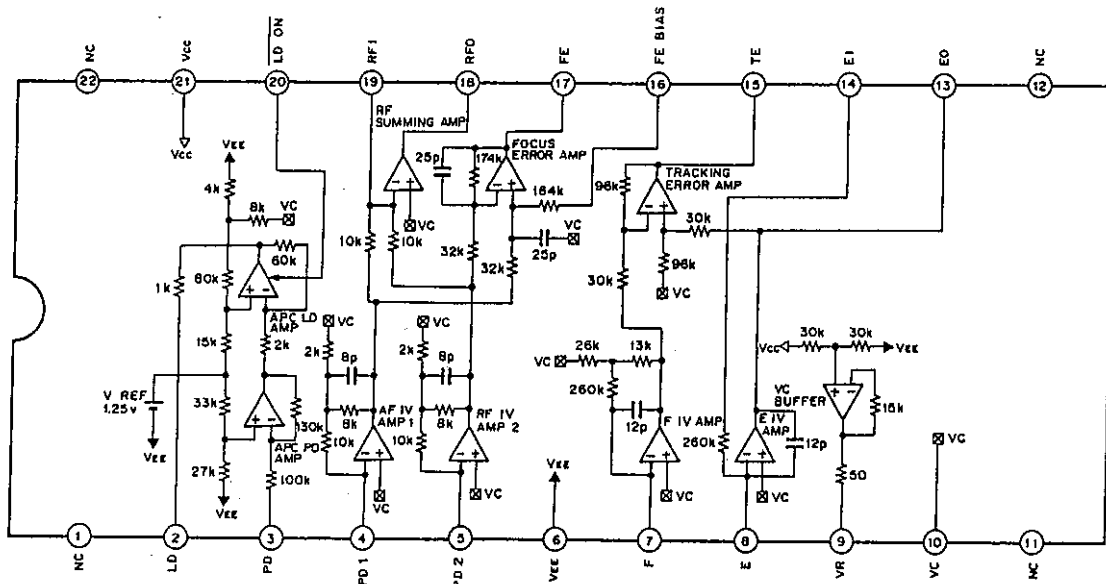 NC
Vcc
LD ON
RF I
RFO
FE
FE BIAS
TE
EI
EO
NC
22
21
20
19
18
17
16
15
14
13
12
Vcc
VEE
4k
8k
VC
60k
80k
1k
APC LD
AMP
15k
2k
V REF
1.25v
VEE
33k
130k
APC PD
AMP
27k
100k
VEE
RF
SUMMING AMP
25p
174k
FOCUS
ERROR AMP
VC
164k
VC
25p
10k
10k
32k
32k
VC
2k
8p
8k
10k
AF IV
AMP 1
VC
VC
2k
8p
8k
10k
RF IV
AMP 2
VC
VEE
96k
TRACKING
ERROR AMP
30k
30k
96k
VC
VC
26k
13k
260k
12p
F IV AMP
VC
260k
E IV
AMP
12p
VC
30k
30k
Vcc
VEE
VC
BUFFER
15k
50
VC
1
2
3
4
5
6
7
8
9
10
11
NC
LD
PD
PD 1
PD 2
VEE
F
E
VR
VC
NC